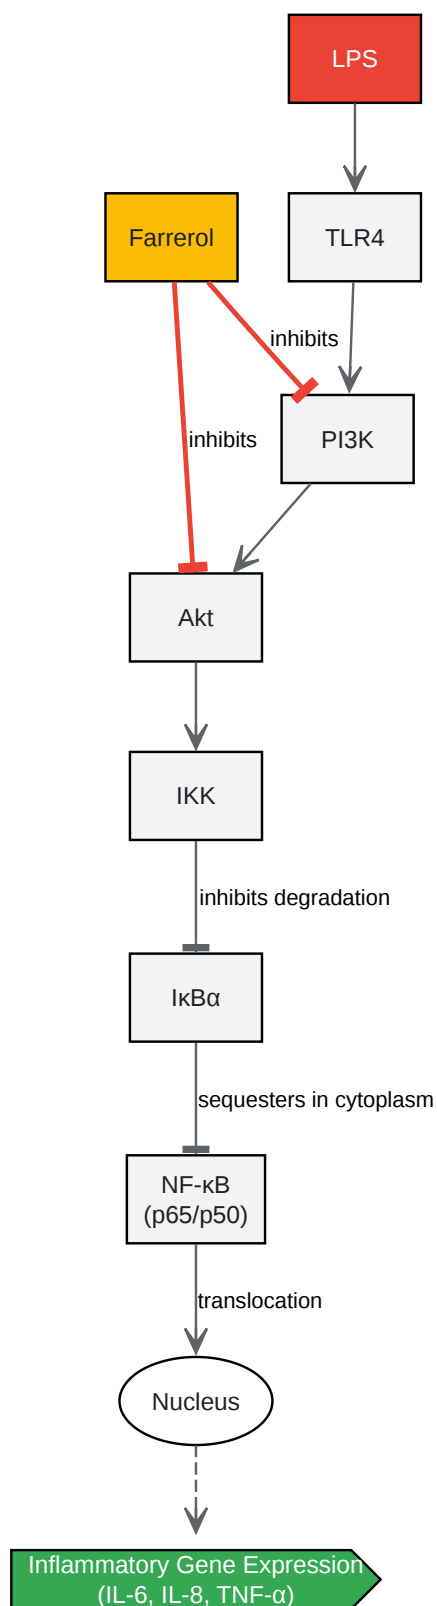 LPS
Farrerol
TLR4
inhibits
PI3K
inhibits
Akt
IKK
inhibits degradation
IκBα
sequesters in cytoplasm
NF-κB
(p65/p50)
translocation
Nucleus
Inflammatory Gene Expression
(IL-6, IL-8, TNF-α)